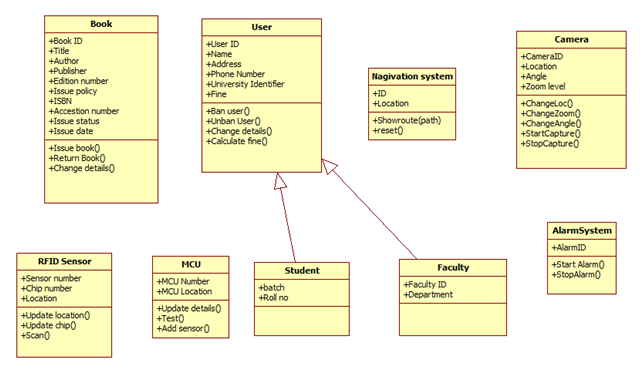 Book
+Book ID
+Title
+Author
+Publisher
+Edition number
+Issue policy
+ISBN
+Accestion number
+Issue status
+Issue date
+Issue book()
+Return Book()
+Change details()
User
+User ID
+Name
+Address
+Phone Number
+University Identifier
+Fine
+Ban user()
+Unban User()
+Change details()
+Calculate fine()
Nagivation system
+ID
+Location
+Showroute(path)
+reset()
Camera
+CameraID
+Location
+Angle
+Zoom level
+ChangeLoc()
+ChangeZoom()
+ChangeAngle()
+StartCapture()
+StopCapture()
RFID Sensor
+Sensor number
+Chip number
+Location
+Update location()
+Update chip()
+Scan()
MCU
+MCU Number
+MCU Location
+Update details()
+Test()
+Add sensor()
Student
+batch
+Roll no
Faculty
+Faculty ID
+Department
AlarmSystem
+AlarmID
+Start Alarm()
+StopAlarm()